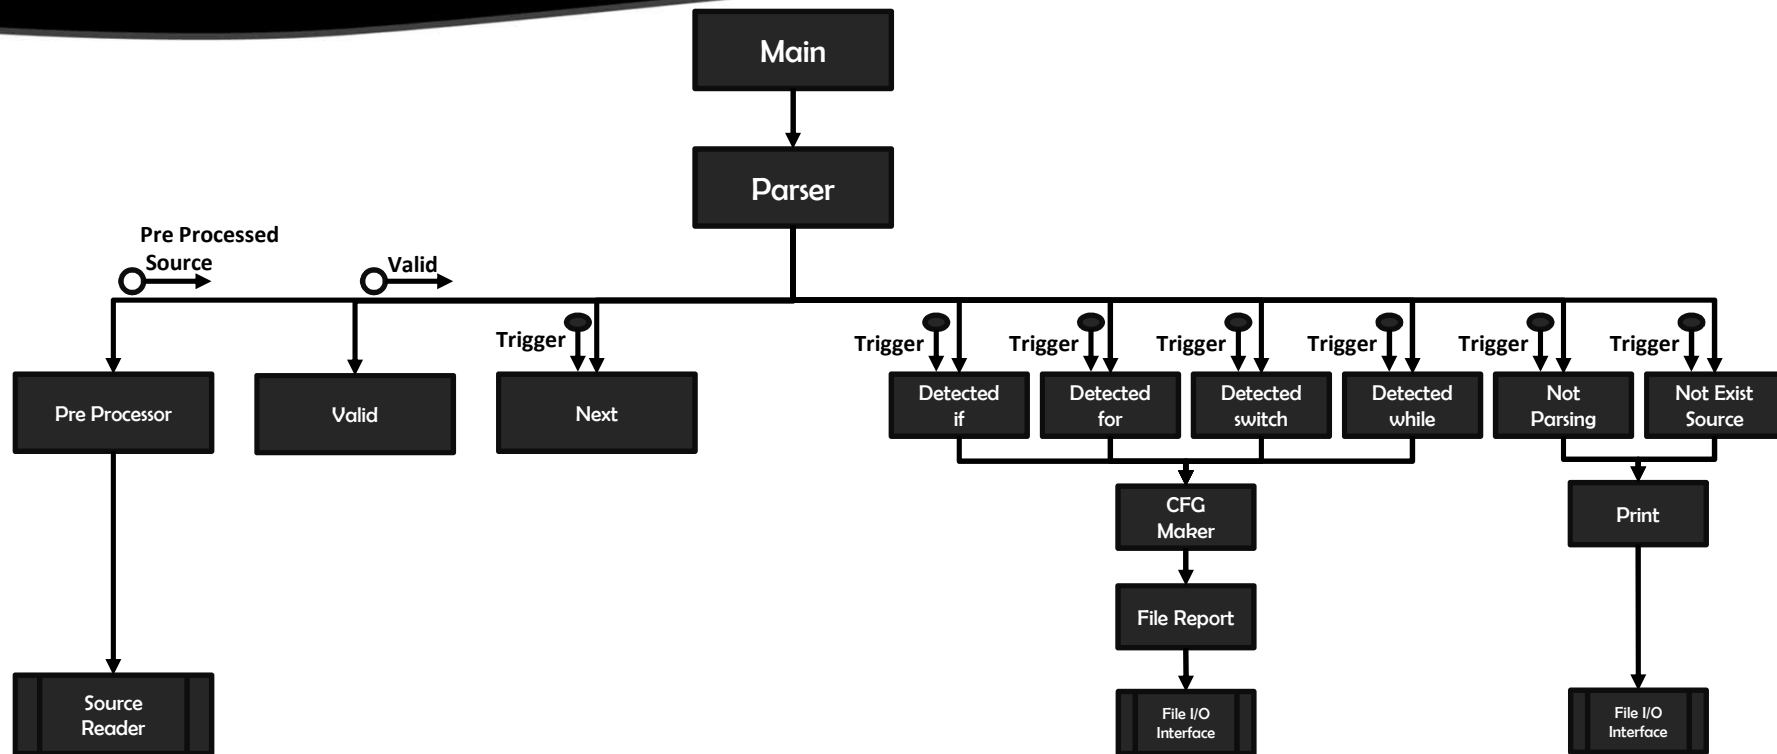 Main
Parser
Pre Processed
Source
Valid
Trigger
Trigger
Trigger
Trigger
Trigger
Trigger
Trigger
Pre Processor
Valid
Next
Detected
if
Detected
for
Detected
switch
Detected
while
Not
Parsing
Not Exist
Source
CFG
Maker
Print
File Report
Source
Reader
File I/O
Interface
File I/O
Interface